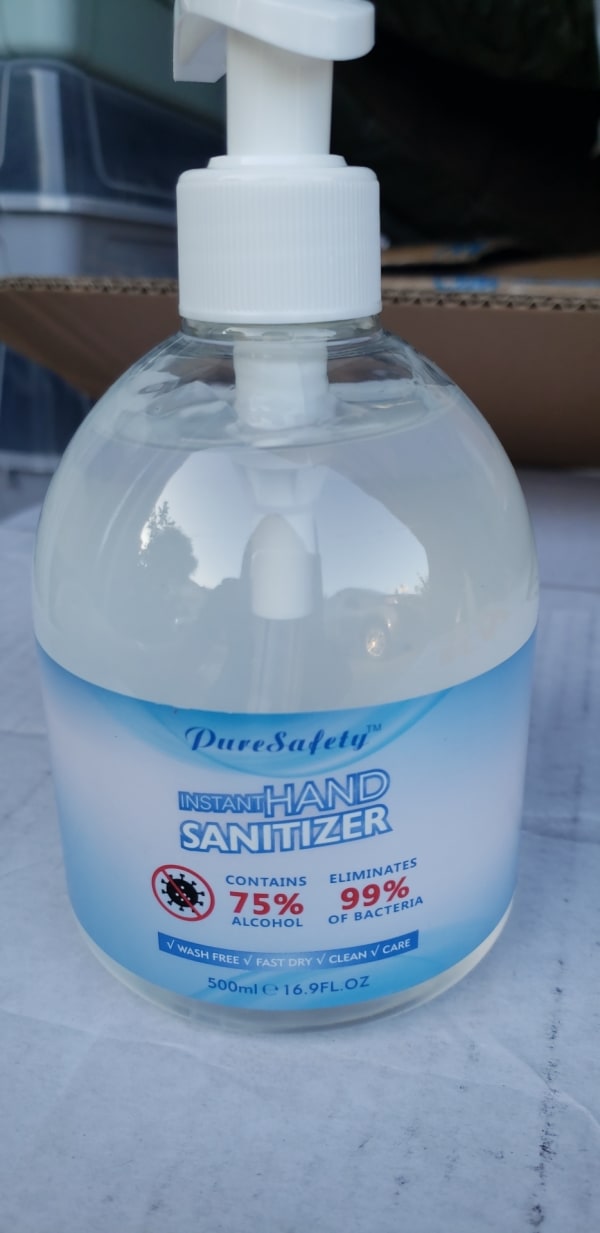 PureSafety™
INSTANT HAND
SANITIZER
CONTAINS
75%
ALCOHOL
ELIMINATES
99%
OF BACTERIA
√ WASH FREE √ FAST DRY √ CLEAN √ CARE
500ml ℮ 16.9FL.OZ